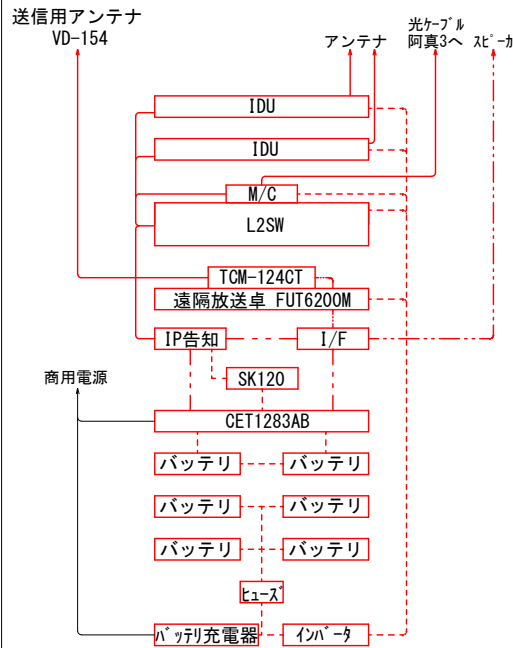 送信用アンテナ
VD-154
アンテナ
光ｹｰﾌﾞﾙ
阿真3へ
ｽﾋﾟｰｶ
IDU
IDU
M/C
L2SW
TCM-124CT
遠隔放送卓 FUT6200M
IP告知
I/F
SK120
商用電源
CET1283AB
バッテリ
バッテリ
バッテリ
バッテリ
バッテリ
バッテリ
ﾋｭｰｽﾞ
ﾊﾞｯﾃﾘ充電器
ｲﾝﾊﾞｰﾀ